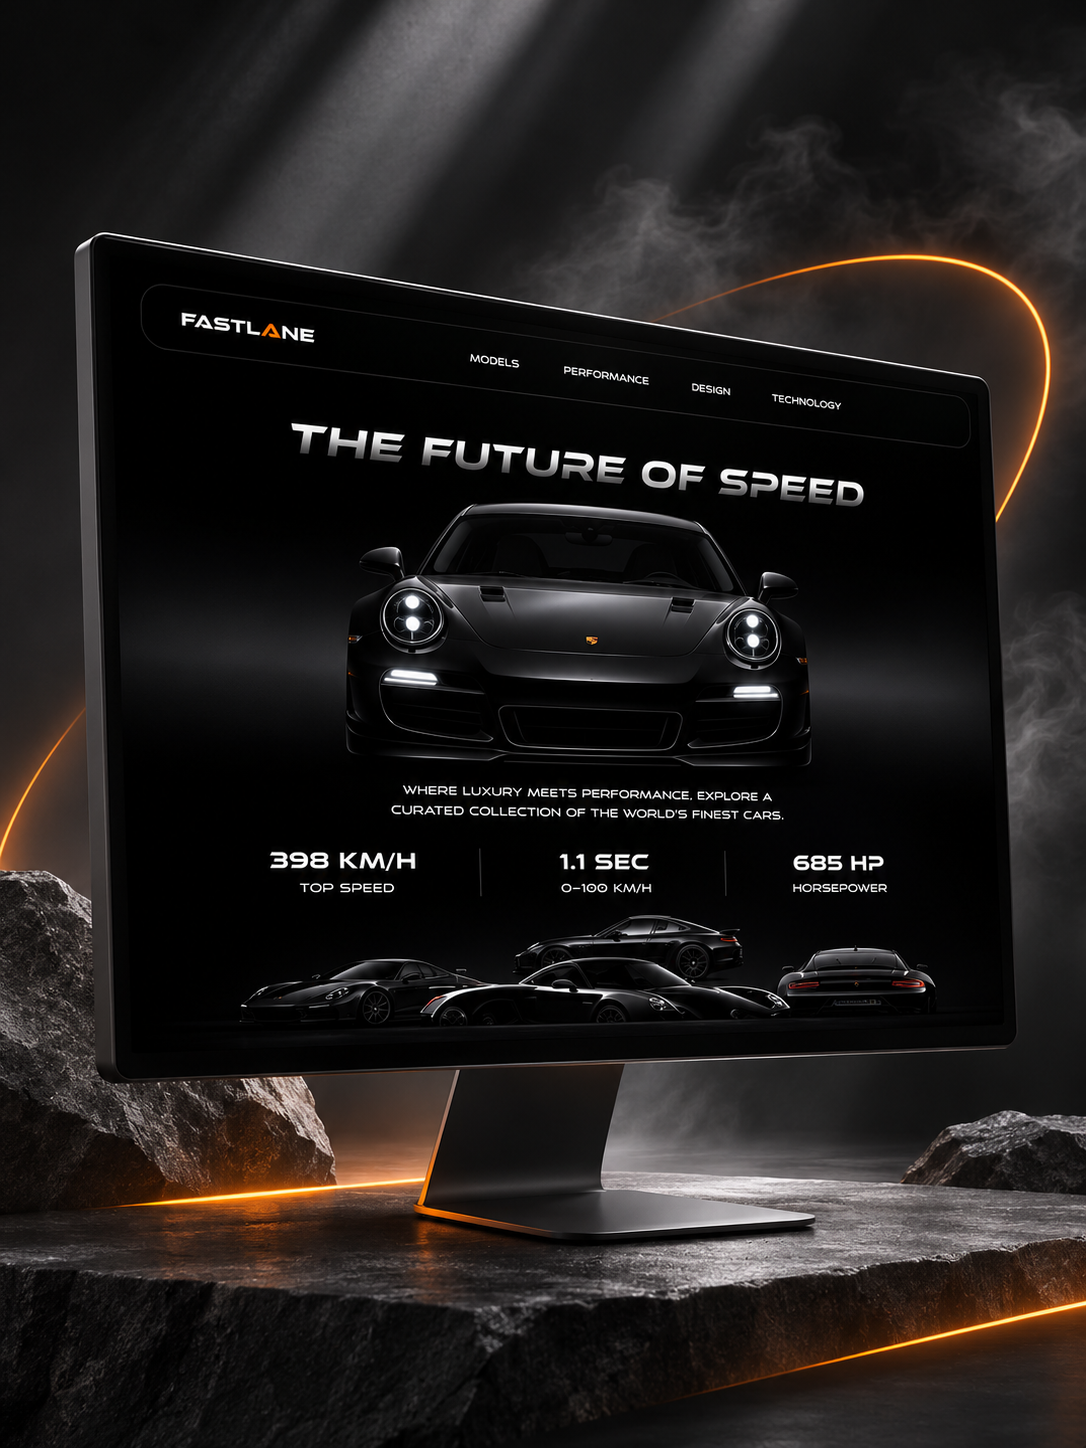 FASTLANE
MODELS PERFORMANCE DESIGN TECHNOLOGY
THE FUTURE OF SPEED
WHERE LUXURY MEETS PERFORMANCE. EXPLORE A
CURATED COLLECTION OF THE WORLD'S FINEST CARS.
398 KM/H 1.1 SEC 685 HP
TOP SPEED 0–100 KM/H HORSEPOWER